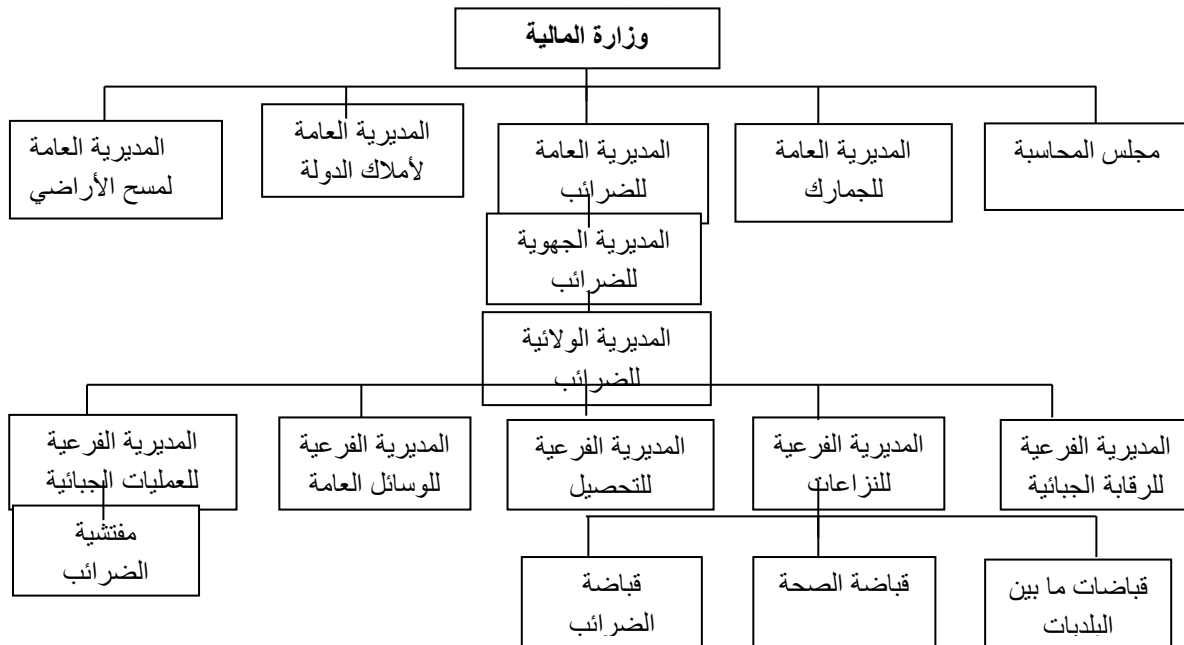 وزارة المالية
مجلس المحاسبة
المديرية العامة
للجمارك
المديرية العامة
للضرائب
المديرية العامة
لأملاك الدولة
المديرية العامة
لمسح الأراضي
المديرية الجهوية
للضرائب
المديرية الولائية
للضرائب
المديرية الفرعية
للرقابة الجبائية
المديرية الفرعية
للنزاعات
المديرية الفرعية
للتحصيل
المديرية الفرعية
للوسائل العامة
المديرية الفرعية
للعمليات الجبائية
مفتشية
الضرائب
قباضات ما بين
البلديات
قباضة الصحة
قباضة
الضرائب